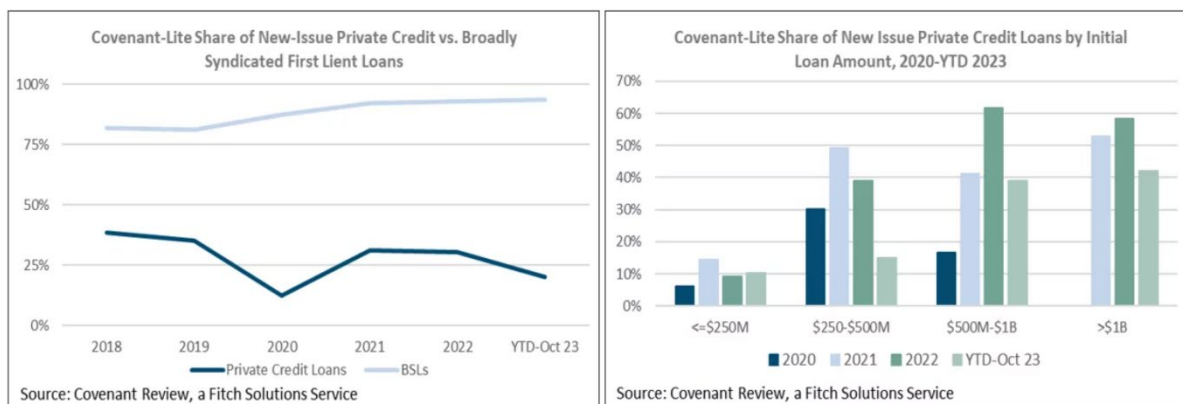 Covenant-Lite Share of New-Issue Private Credit vs. Broadly
Syndicated First Lient Loans
100%
75%
50%
25%
0%
2018 2019 2020 2021 2022 YTD-Oct 23
Private Credit Loans BSLs
Source: Covenant Review, a Fitch Solutions Service
Covenant-Lite Share of New Issue Private Credit Loans by Initial
Loan Amount, 2020-YTD 2023
70%
60%
50%
40%
30%
20%
10%
0%
<=$250M $250-$500M $500M-$1B >$1B
2020 2021 2022 YTD-Oct 23
Source: Covenant Review, a Fitch Solutions Service